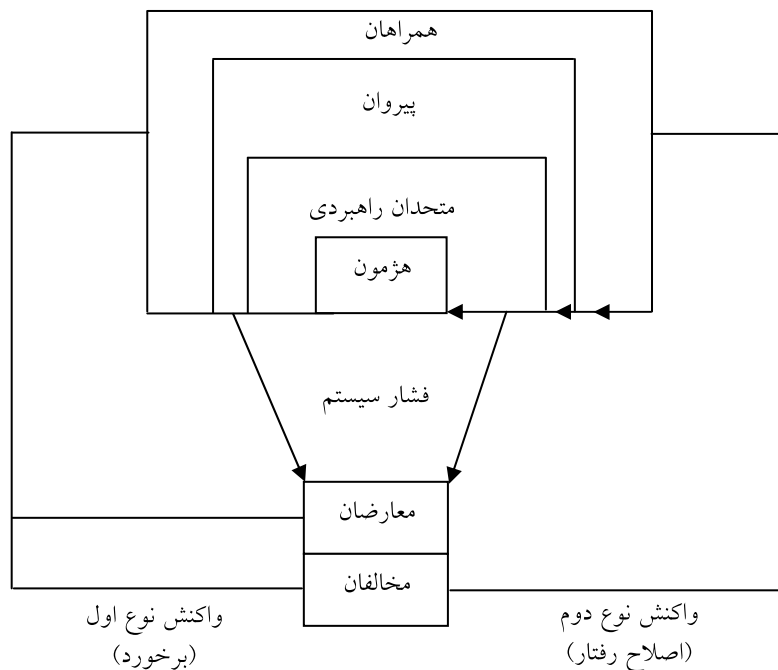 همراهان
پیروان
متحدان راهبردی
هژمون
فشار سیستم
معارضان
مخالفان
واکنش نوع دوم
(اصلاح رفتار)
واکنش نوع اول
(برخورد)